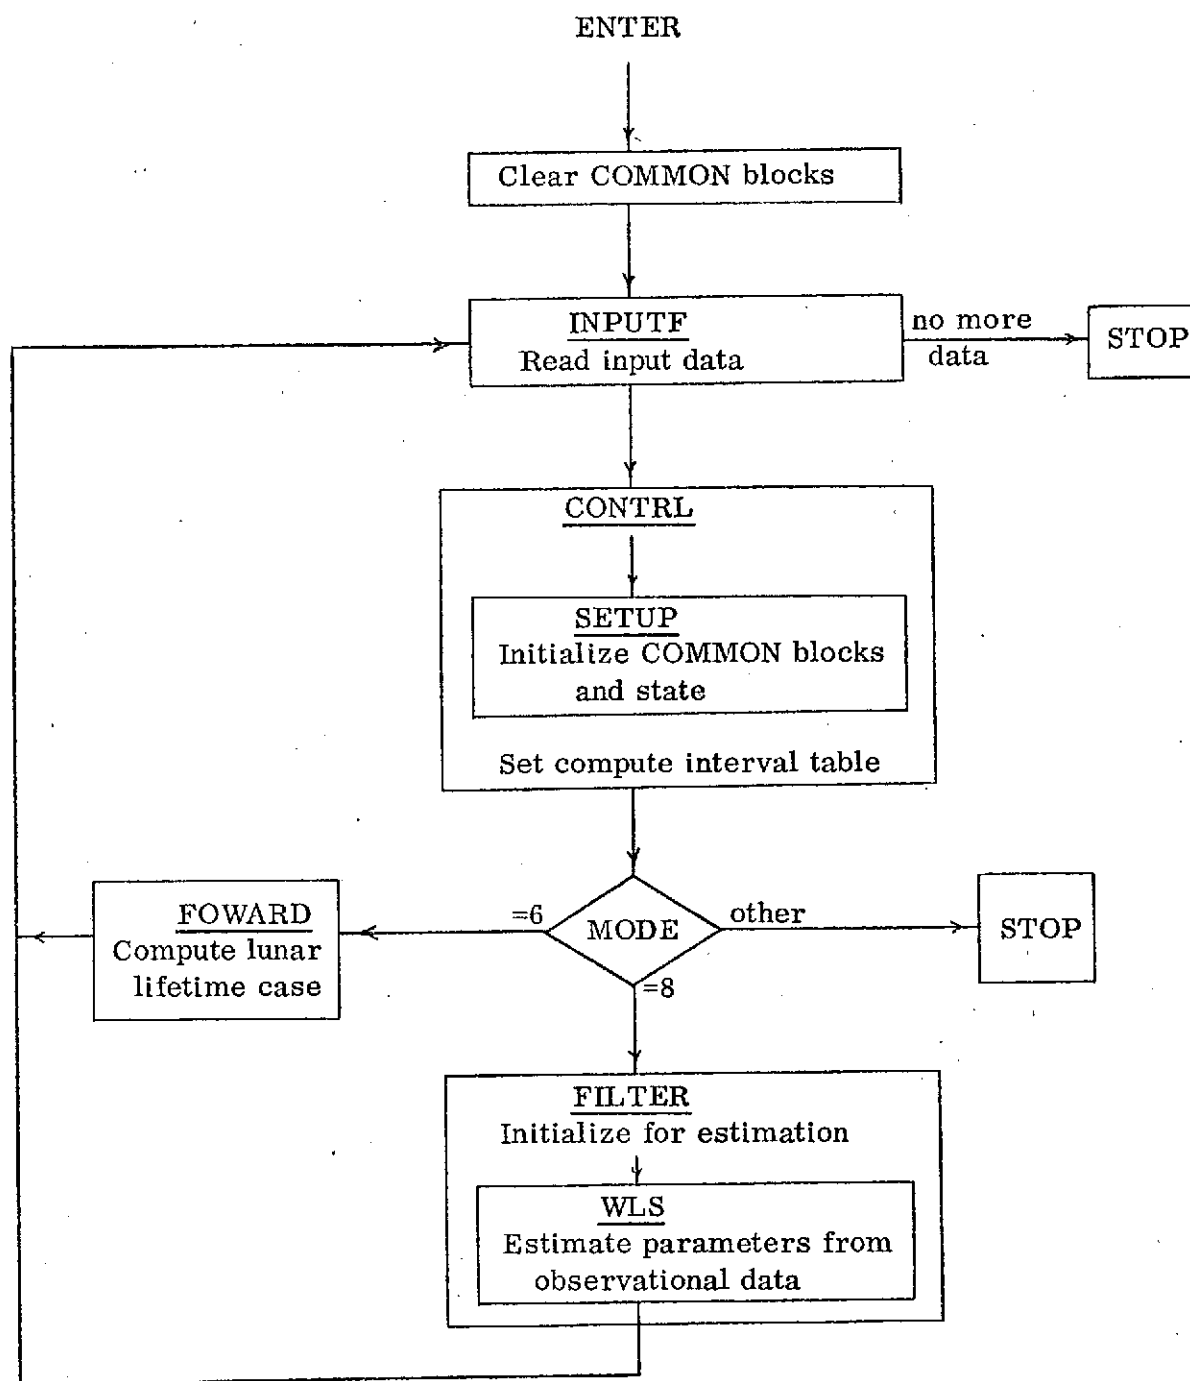 ENTER
Clear COMMON blocks
INPUTF
Read input data
no more
data
STOP
CONTRL
SETUP
Initialize COMMON blocks
and state
Set compute interval table
FOWARD
Compute lunar
lifetime case
=6
MODE
other
STOP
=8
FILTER
Initialize for estimation
WLS
Estimate parameters from
observational data